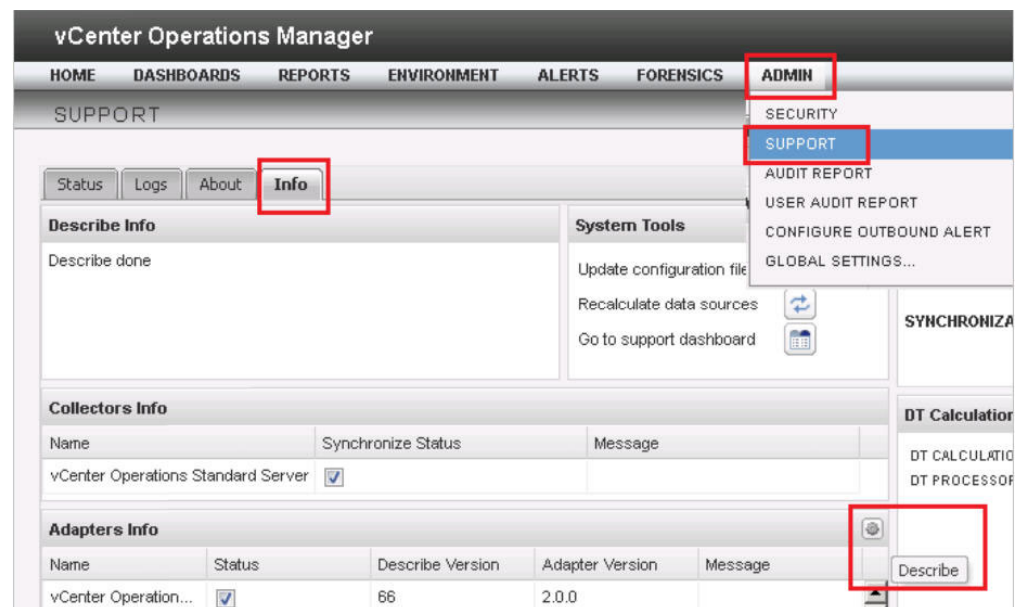 vCenter Operations Manager
HOME DASHBOARDS REPORTS ENVIRONMENT ALERTS FORENSICS ADMIN
SUPPORT
SECURITY
SUPPORT
AUDIT REPORT
USER AUDIT REPORT
CONFIGURE OUTBOUND ALERT
GLOBAL SETTINGS...
Status Logs About Info
Describe Info
Describe done
System Tools
Update configuration file
Recalculate data sources
Go to support dashboard
SYNCHRONIZA
Collectors Info
Name Synchronize Status Message
vCenter Operations Standard Server
DT Calculation
DT CALCULATIO
DT PROCESSOR
Adapters Info
Name Status Describe Version Adapter Version Message
Describe
vCenter Operation... 66 2.0.0